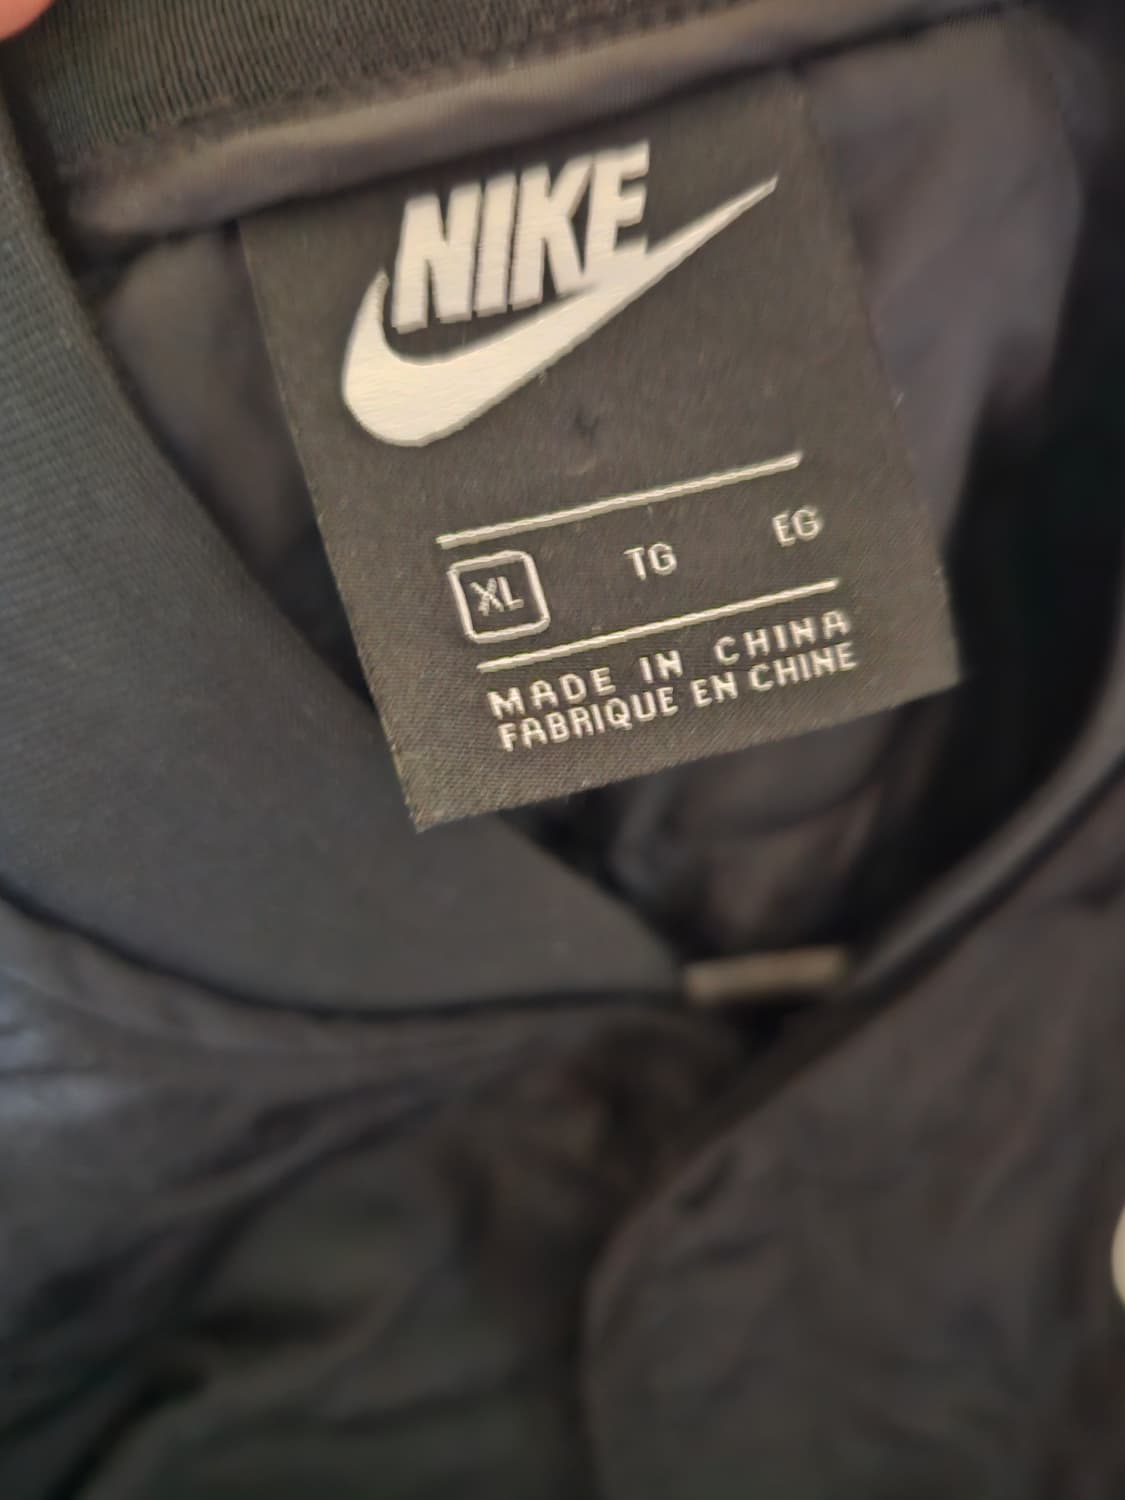 NIKE
XL TG EG
MADE IN CHINA
FABRIQUE EN CHINE